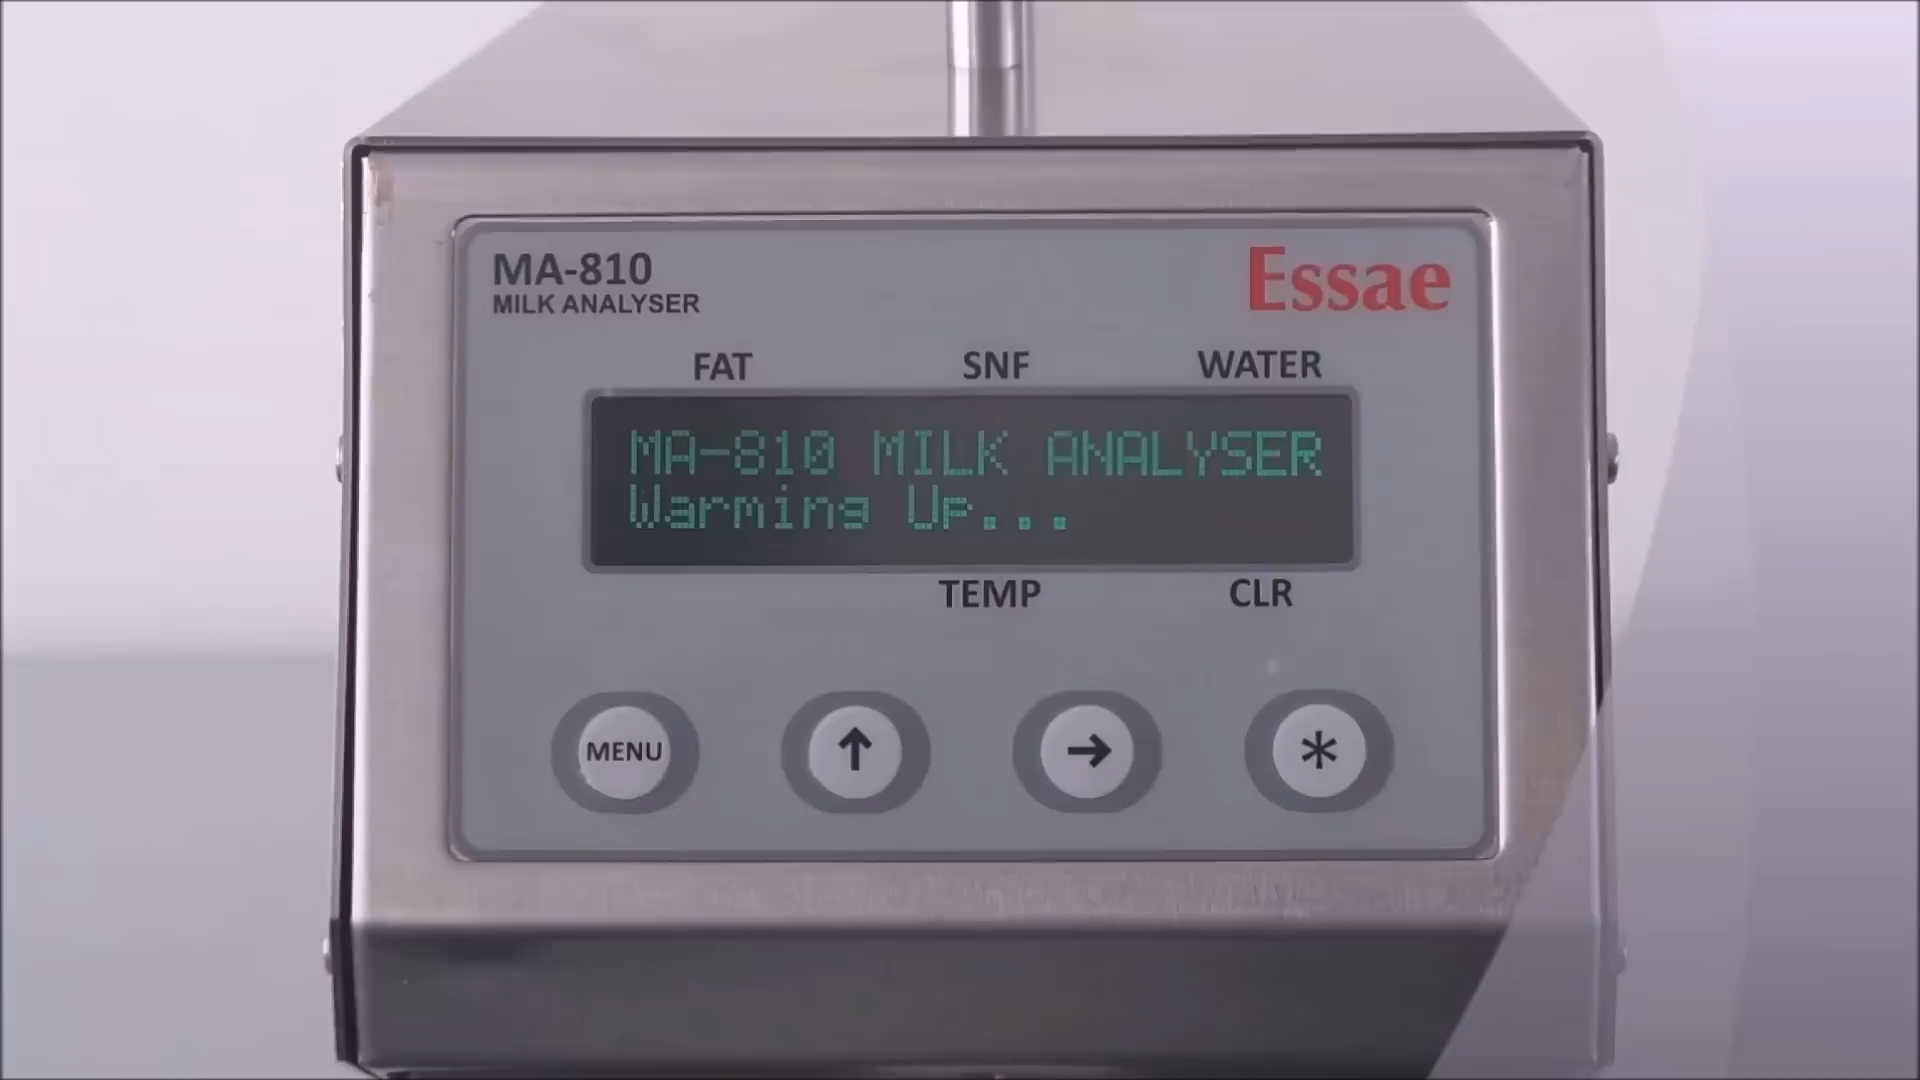 MA-810
MILK ANALYSER
Essae
FAT SNF WATER
MA-810 MILK ANALYSER
Warming Up...
TEMP CLR
MENU ↑ → *